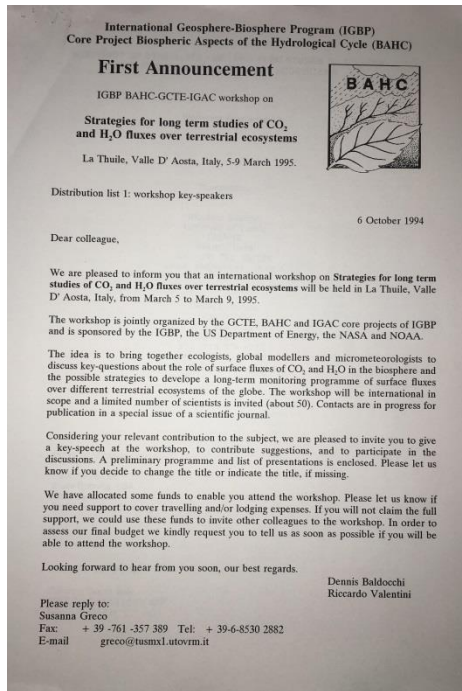 International Geosphere-Biosphere Program (IGBP)
Core Project Biospheric Aspects of the Hydrological Cycle (BAHC)
First Announcement
IGBP BAHC-GCTE-IGAC workshop on
Strategies for long term studies of CO₂
and H₂O fluxes over terrestrial ecosystems
La Thuile, Valle D' Aosta, Italy, 5-9 March 1995.
BAHC
Distribution list 1: workshop key-speakers
6 October 1994
Dear colleague,
We are pleased to inform you that an international workshop on Strategies for long term
studies of CO₂ and H₂O fluxes over terrestrial ecosystems will be held in La Thuile, Valle
D' Aosta, Italy, from March 5 to March 9, 1995.
The workshop is jointly organized by the GCTE, BAHC and IGAC core projects of IGBP
and is sponsored by the IGBP, the US Department of Energy, the NASA and NOAA.
The idea is to bring together ecologists, global modellers and micrometeorologists to
discuss key-questions about the role of surface fluxes of CO₂ and H₂O in the biosphere and
the possible strategies to develope a long-term monitoring programme of surface fluxes
over different terrestrial ecosystems of the globe. The workshop will be international in
scope and a limited number of scientists is invited (about 50). Contacts are in progress for
publication in a special issue of a scientific journal.
Considering your relevant contribution to the subject, we are pleased to invite you to give
a key-speech at the workshop, to contribute suggestions, and to participate in the
discussions. A preliminary programme and list of presentations is enclosed. Please let us
know if you decide to change the title or indicate the title, if missing.
We have allocated some funds to enable you attend the workshop. Please let us know if
you need support to cover travelling and/or lodging expenses. If you will not claim the full
support, we could use these funds to invite other colleagues to the workshop. In order to
assess our final budget we kindly request you to tell us as soon as possible if you will be
able to attend the workshop.
Looking forward to hear from you soon, our best regards.
Dennis Baldocchi
Riccardo Valentini
Please reply to:
Susanna Greco
Fax: + 39 -761 -357 389 Tel: + 39-6-8530 2882
E-mail greco@tusmx1.utovrm.it